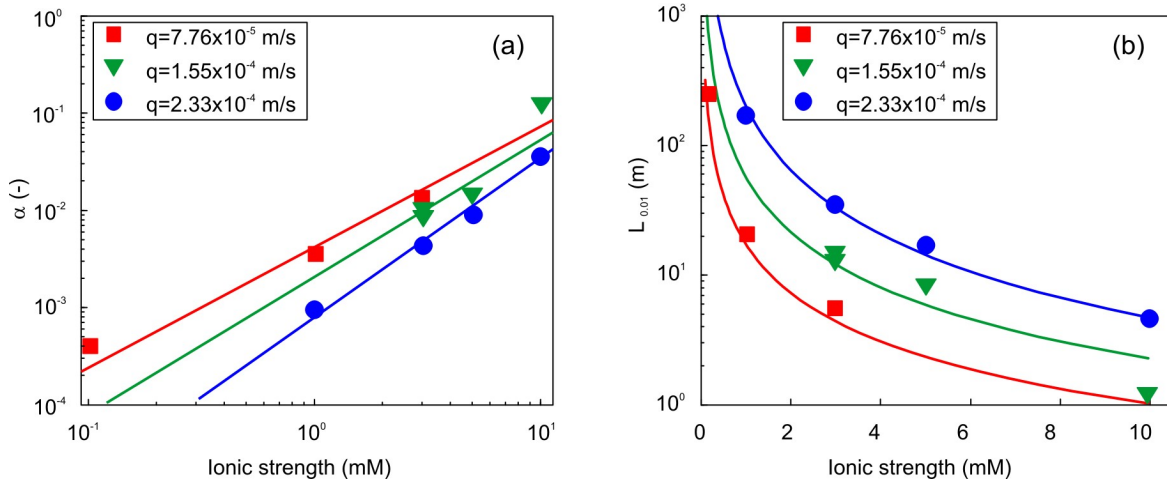 (a)
q=7.76x10⁻⁵ m/s
q=1.55x10⁻⁴ m/s
q=2.33x10⁻⁴ m/s
10⁰
10⁻¹
10⁻²
10⁻³
10⁻⁴
α (-)
10⁻¹ 10⁰ 10¹
Ionic strength (mM)
(b)
q=7.76x10⁻⁵ m/s
q=1.55x10⁻⁴ m/s
q=2.33x10⁻⁴ m/s
10³
10²
10¹
10⁰
L₀.₀₁ (m)
0 2 4 6 8 10
Ionic strength (mM)